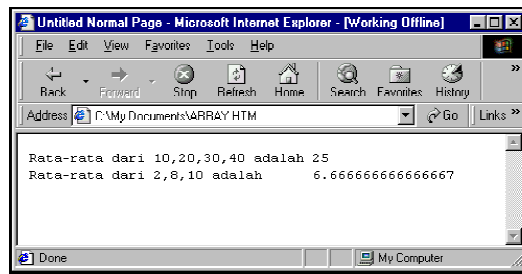 Untitled Normal Page - Microsoft Internet Explorer - [Working Offline]
File Edit View Favorites Tools Help
Back Forward Stop Refresh Home Search Favorites History »
Address C:\My Documents\ARRAY.HTM Go Links »
Rata-rata dari 10,20,30,40 adalah 25
Rata-rata dari 2,8,10 adalah 6.666666666666667
Done My Computer